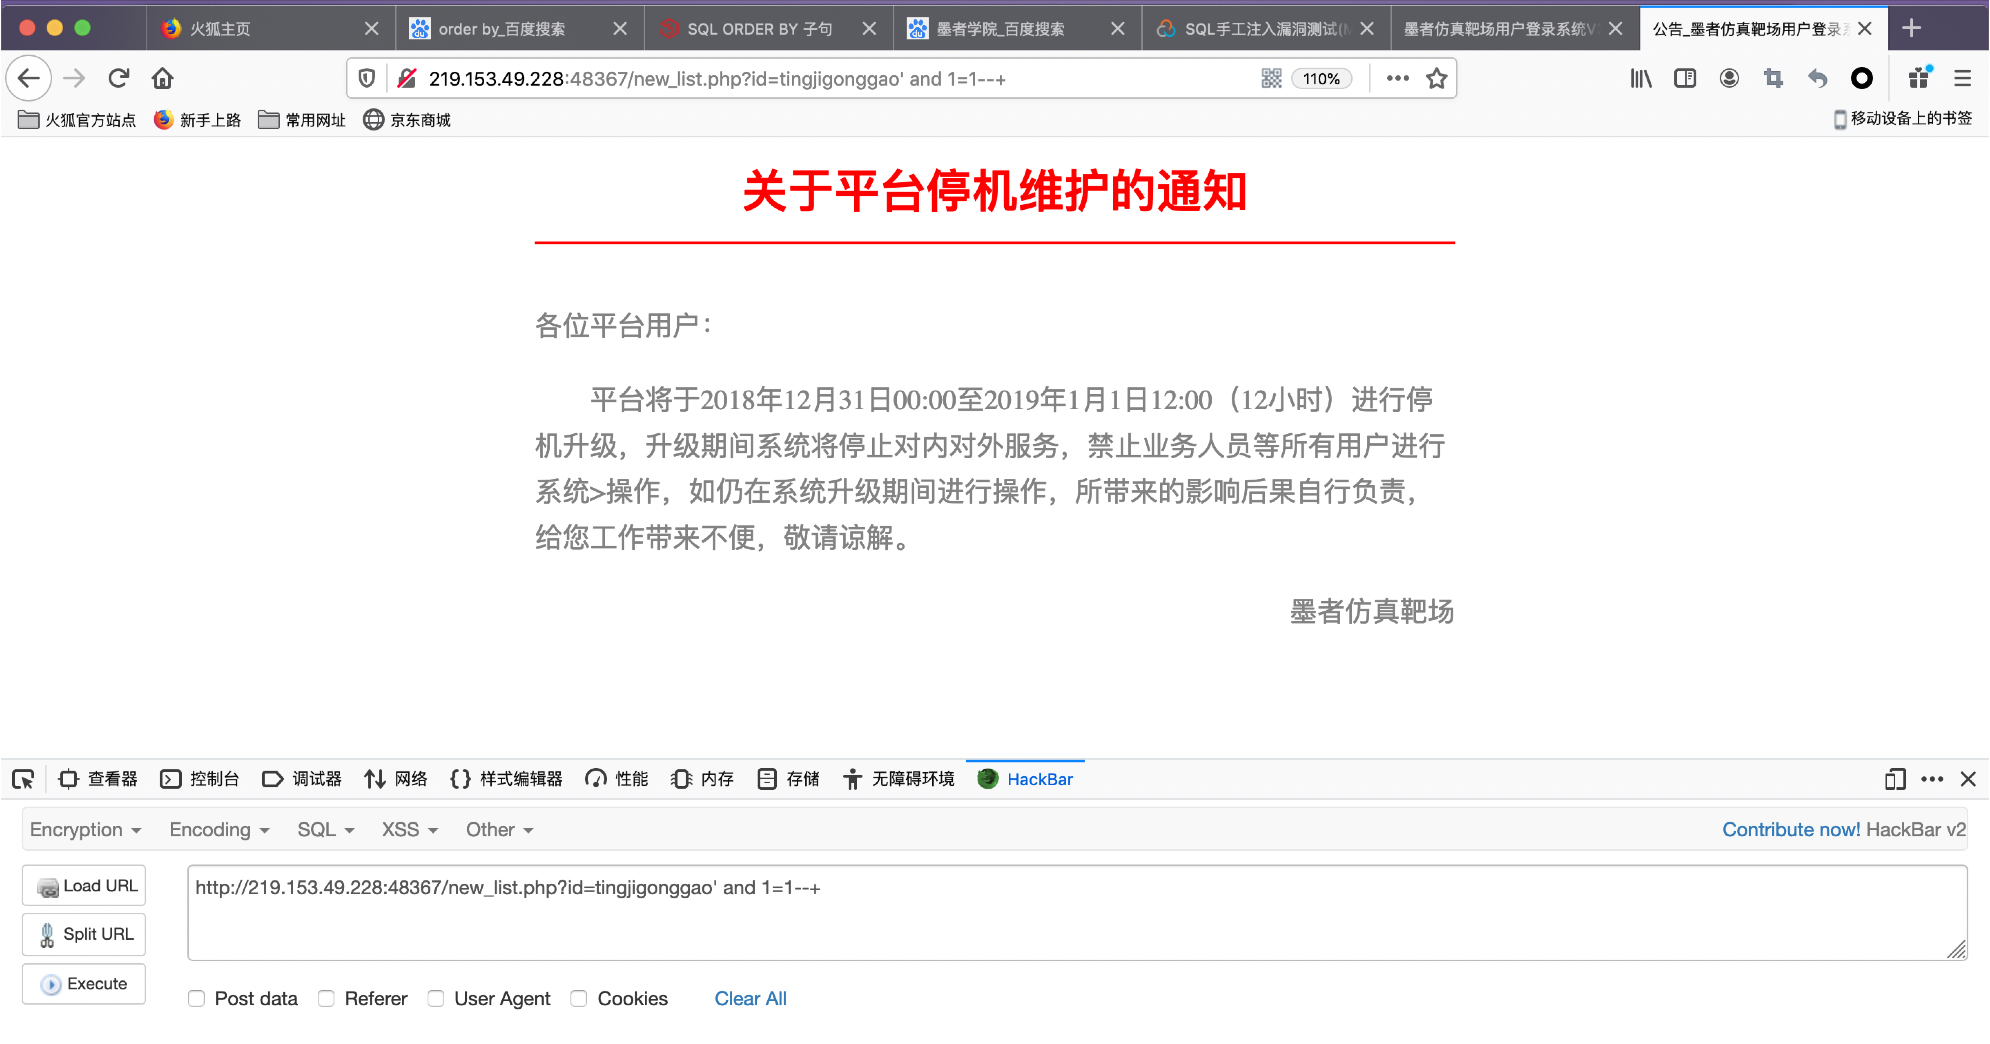 火狐主页
order by_百度搜索
SQL ORDER BY 子句
墨者学院_百度搜索
SQL手工注入漏洞测试(M
墨者仿真靶场用户登录系统V
公告_墨者仿真靶场用户登录系
219.153.49.228:48367/new_list.php?id=tingjigonggao' and 1=1--+
110%
火狐官方站点
新手上路
常用网址
京东商城
移动设备上的书签
关于平台停机维护的通知
各位平台用户：
平台将于2018年12月31日00:00至2019年1月1日12:00（12小时）进行停
机升级，升级期间系统将停止对内对外服务，禁止业务人员等所有用户进行
系统>操作，如仍在系统升级期间进行操作，所带来的影响后果自行负责，
给您工作带来不便，敬请谅解。
墨者仿真靶场
查看器
控制台
调试器
网络
样式编辑器
性能
内存
存储
无障碍环境
HackBar
Encryption
Encoding
SQL
XSS
Other
Contribute now! HackBar v2
Load URL
http://219.153.49.228:48367/new_list.php?id=tingjigonggao' and 1=1--+
Split URL
Execute
Post data
Referer
User Agent
Cookies
Clear All